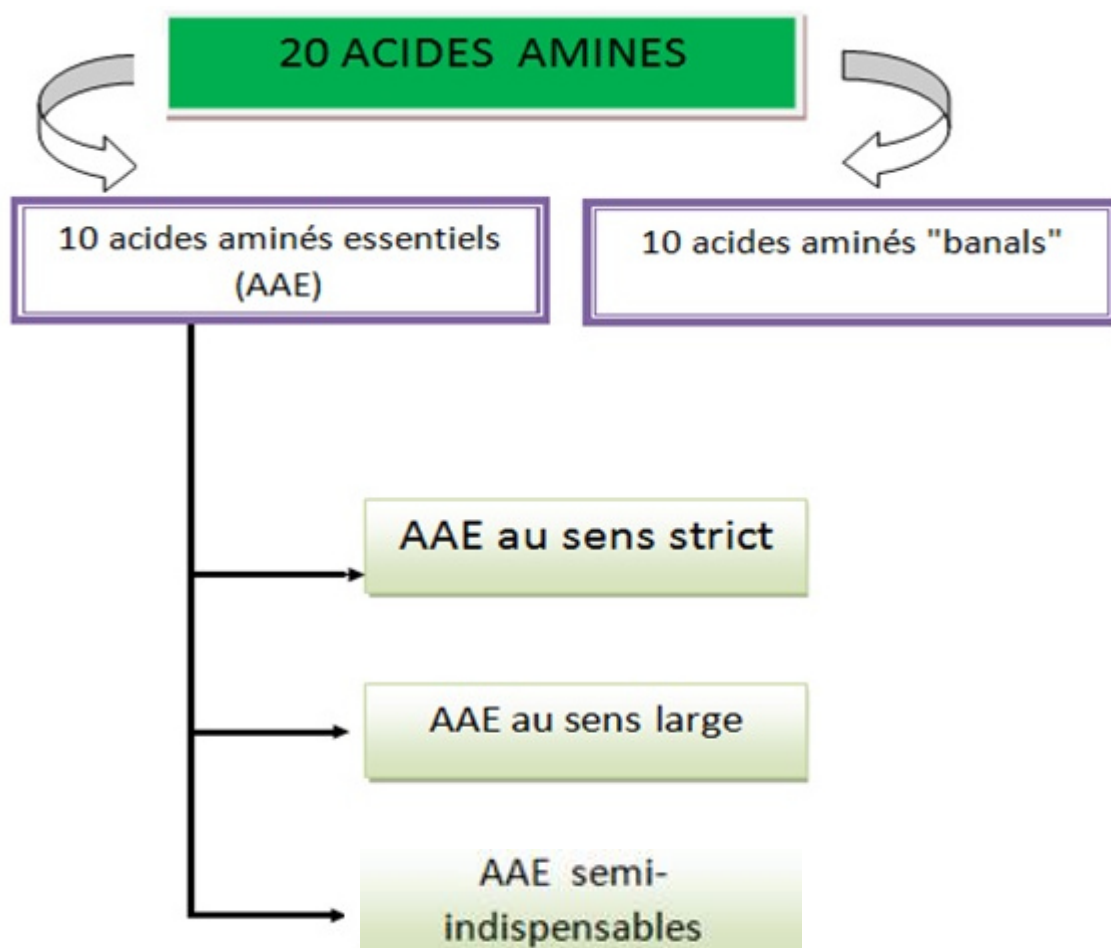 20 ACIDES AMINES
10 acides aminés essentiels
(AAE)
10 acides aminés "banals"
AAE au sens strict
AAE au sens large
AAE semi-
indispensables